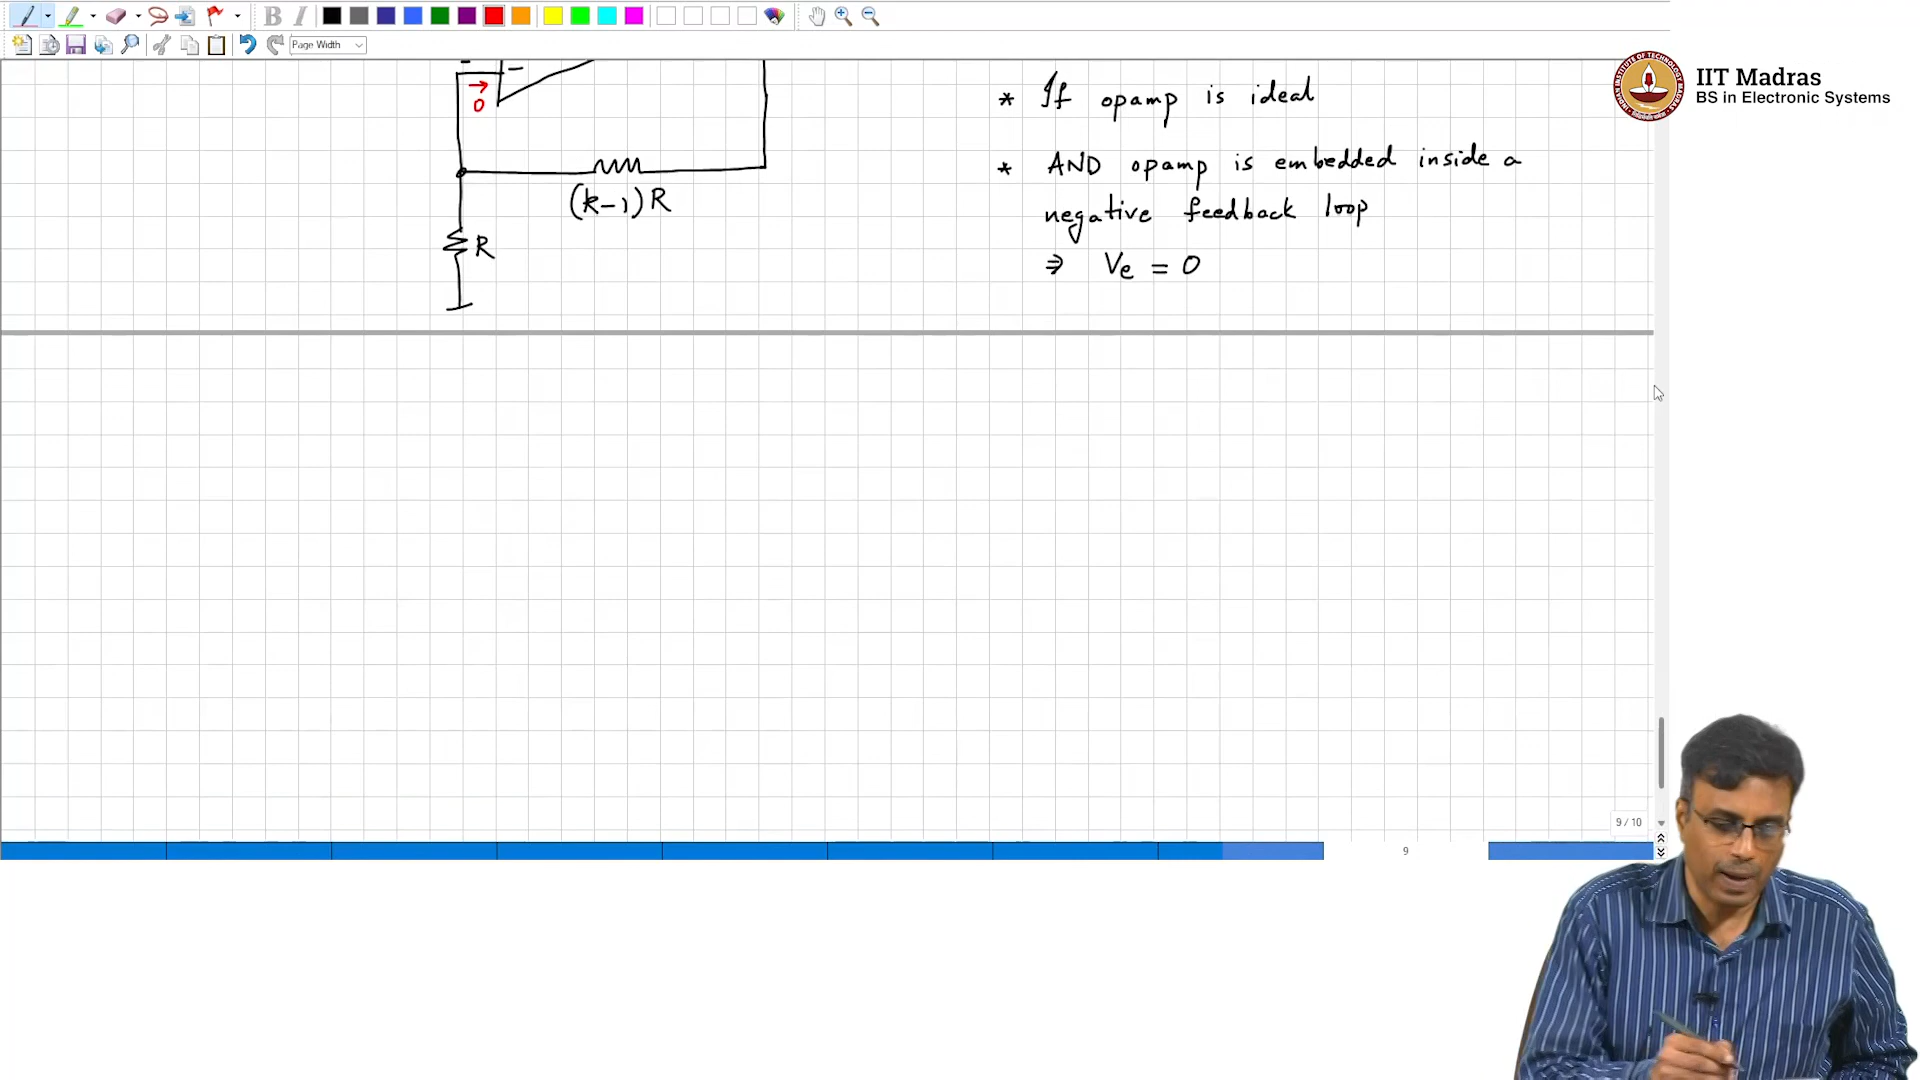 Page Width
IIT Madras
BS in Electronic Systems
→
0
−
(k−1)R
R
* If opamp is ideal
* AND opamp is embedded inside a
negative feedback loop
⇒ Ve = 0
9 / 10
9